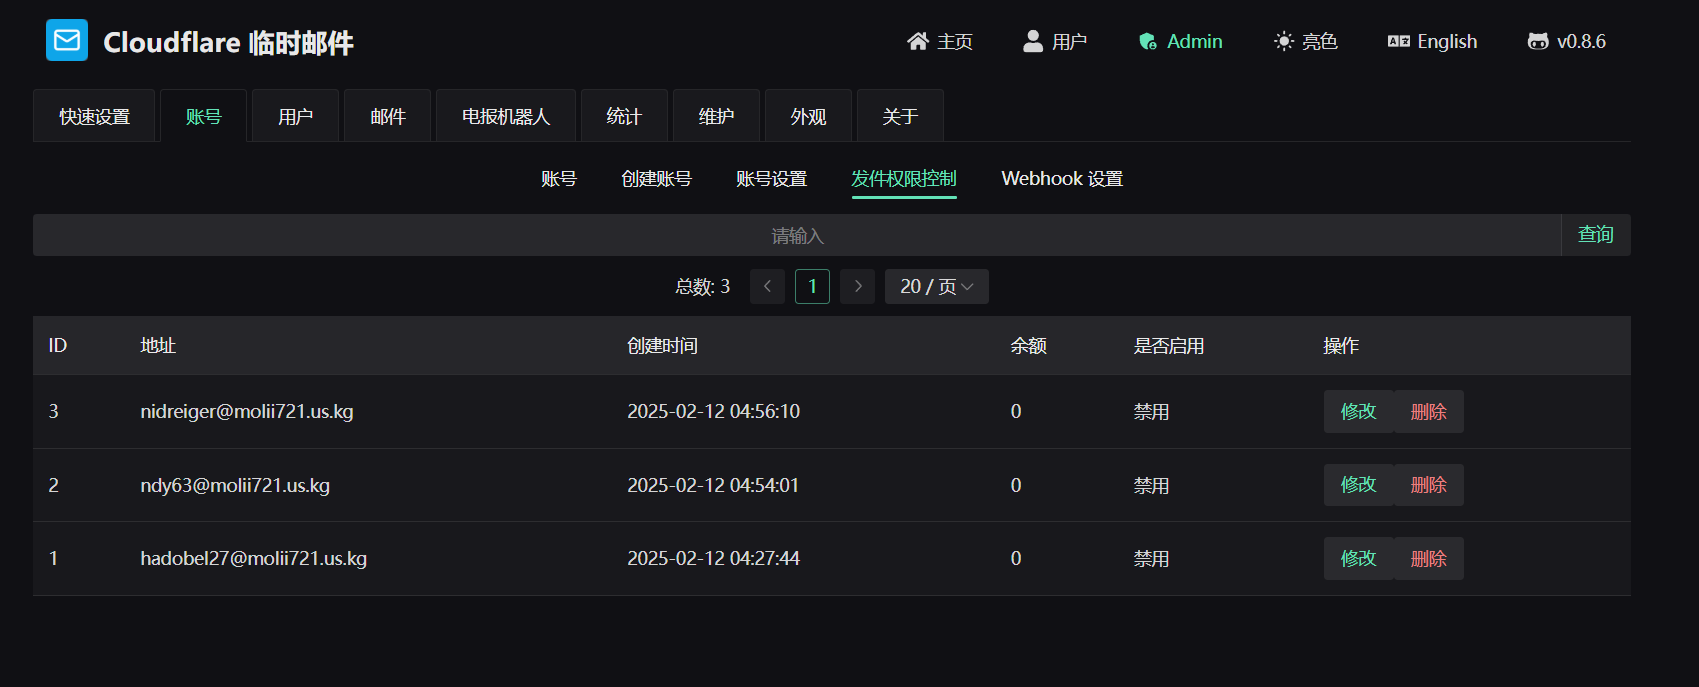 Cloudflare 临时邮件 主页 用户 Admin 亮色 English v0.8.6
快速设置 账号 用户 邮件 电报机器人 统计 维护 外观 关于
账号 创建账号 账号设置 发件权限控制 Webhook 设置
请输入 查询
总数: 3 1 20 / 页
ID 地址 创建时间 余额 是否启用 操作
3 nidreiger@molii721.us.kg 2025-02-12 04:56:10 0 禁用 修改 删除
2 ndy63@molii721.us.kg 2025-02-12 04:54:01 0 禁用 修改 删除
1 hadobel27@molii721.us.kg 2025-02-12 04:27:44 0 禁用 修改 删除